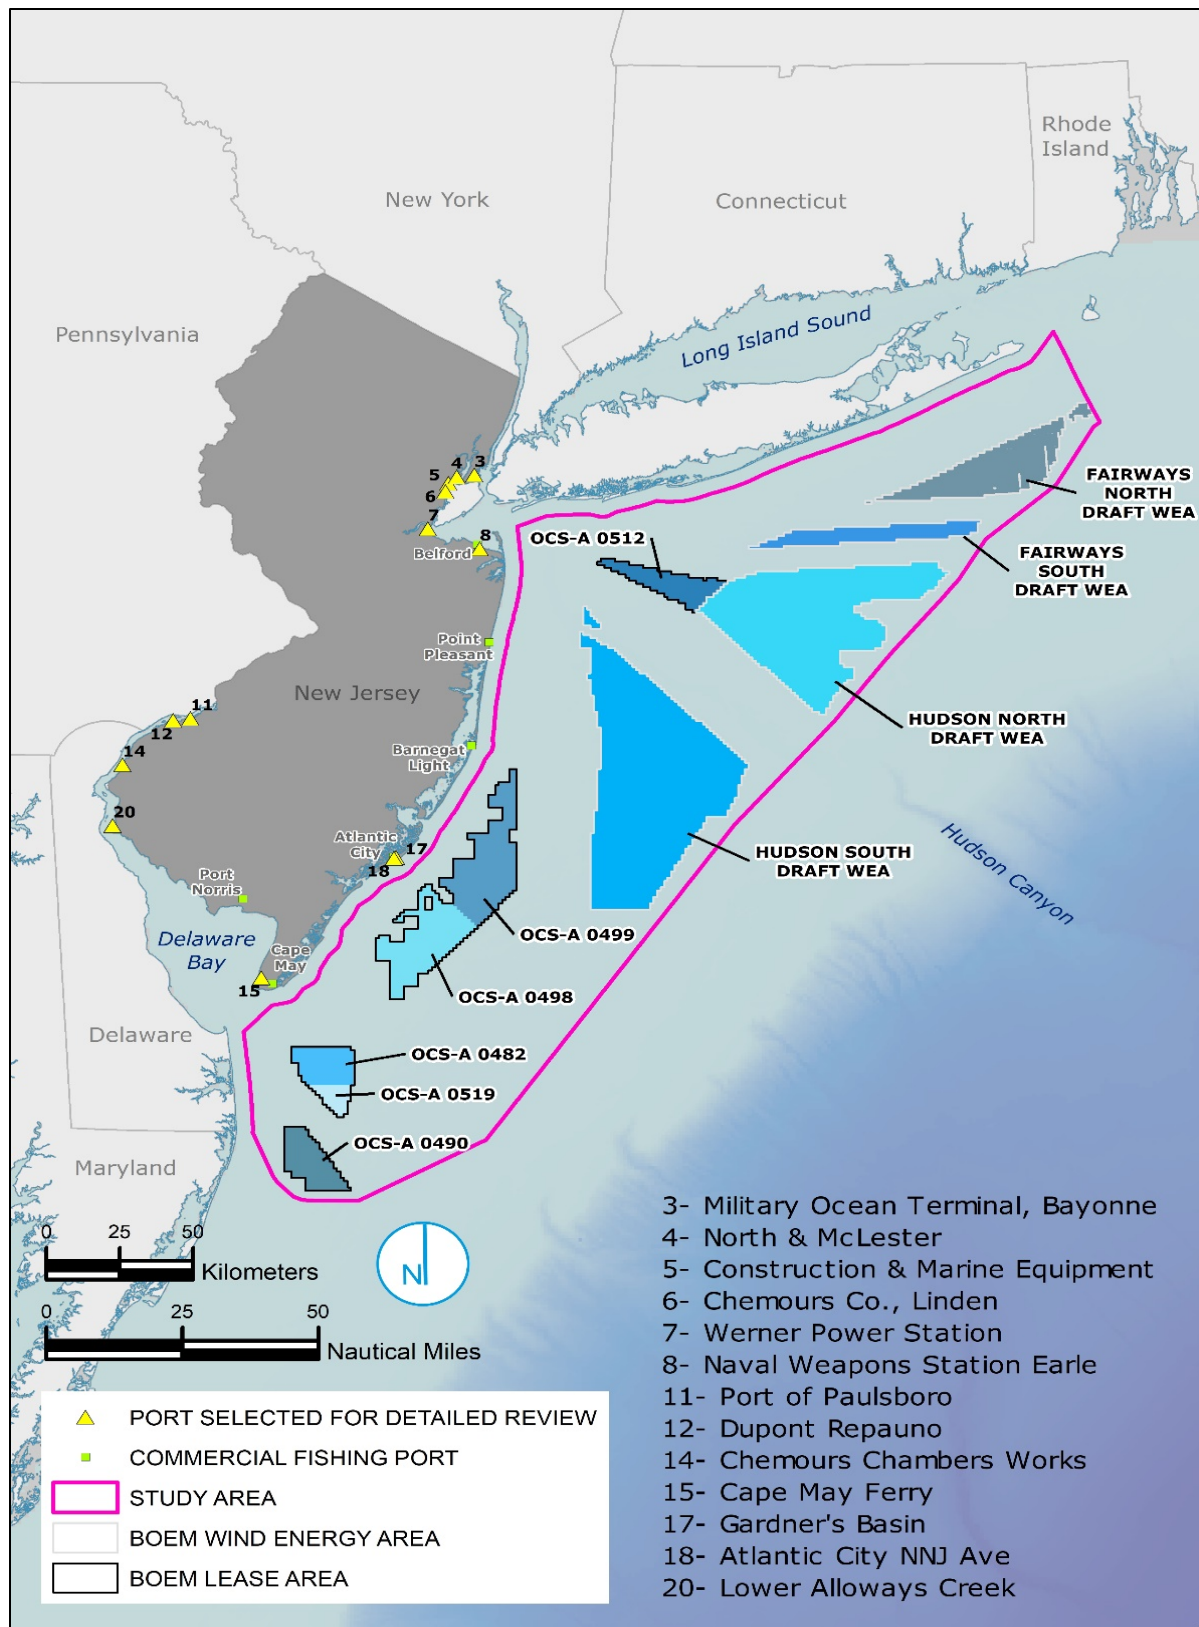 Rhode
Island
New York
Connecticut
Pennsylvania
Long Island Sound
3
4
5
6
7
8
Belford
FAIRWAYS
NORTH
DRAFT WEA
OCS-A 0512
FAIRWAYS
SOUTH
DRAFT WEA
Point
Pleasant
New Jersey
11
12
HUDSON NORTH
DRAFT WEA
Barnegat
Light
14
20
Atlantic
City
17
18
Hudson Canyon
HUDSON SOUTH
DRAFT WEA
Port
Norris
OCS-A 0499
Delaware
Bay
Cape
May
15
OCS-A 0498
Delaware
OCS-A 0482
OCS-A 0519
OCS-A 0490
Maryland
0 25 50
Kilometers
0 25 50
Nautical Miles
N
3- Military Ocean Terminal, Bayonne
4- North & McLester
5- Construction & Marine Equipment
6- Chemours Co., Linden
7- Werner Power Station
8- Naval Weapons Station Earle
11- Port of Paulsboro
12- Dupont Repauno
14- Chemours Chambers Works
15- Cape May Ferry
17- Gardner's Basin
18- Atlantic City NNJ Ave
20- Lower Alloways Creek
PORT SELECTED FOR DETAILED REVIEW
COMMERCIAL FISHING PORT
STUDY AREA
BOEM WIND ENERGY AREA
BOEM LEASE AREA